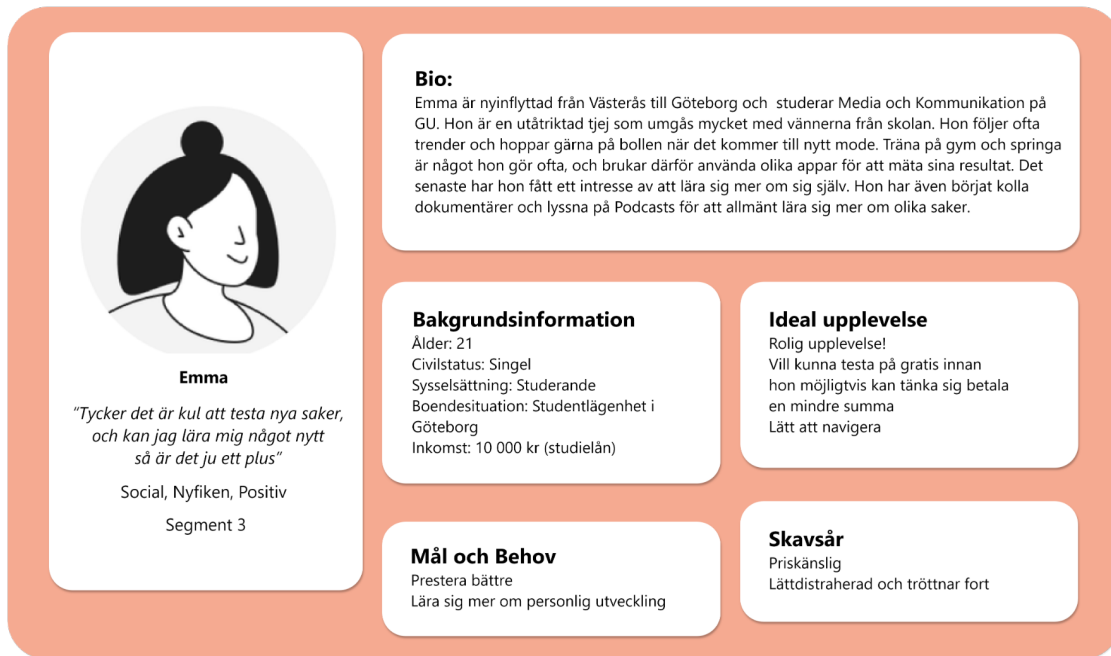 Emma
"Tycker det är kul att testa nya saker,
och kan jag lära mig något nytt
så är det ju ett plus"
Social, Nyfiken, Positiv
Segment 3
Bio:
Emma är nyinflyttad från Västerås till Göteborg och  studerar Media och Kommunikation på
GU. Hon är en utåtriktad tjej som umgås mycket med vännerna från skolan. Hon följer ofta
trender och hoppar gärna på bollen när det kommer till nytt mode. Träna på gym och springa
är något hon gör ofta, och brukar därför använda olika appar för att mäta sina resultat. Det
senaste har hon fått ett intresse av att lära sig mer om sig själv. Hon har även börjat kolla
dokumentärer och lyssna på Podcasts för att allmänt lära sig mer om olika saker.
Bakgrundsinformation
Ålder: 21
Civilstatus: Singel
Sysselsättning: Studerande
Boendesituation: Studentlägenhet i
Göteborg
Inkomst: 10 000 kr (studielån)
Ideal upplevelse
Rolig upplevelse!
Vill kunna testa på gratis innan
hon möjligtvis kan tänka sig betala
en mindre summa
Lätt att navigera
Mål och Behov
Prestera bättre
Lära sig mer om personlig utveckling
Skavsår
Priskänslig
Lättdistraherad och tröttnar fort